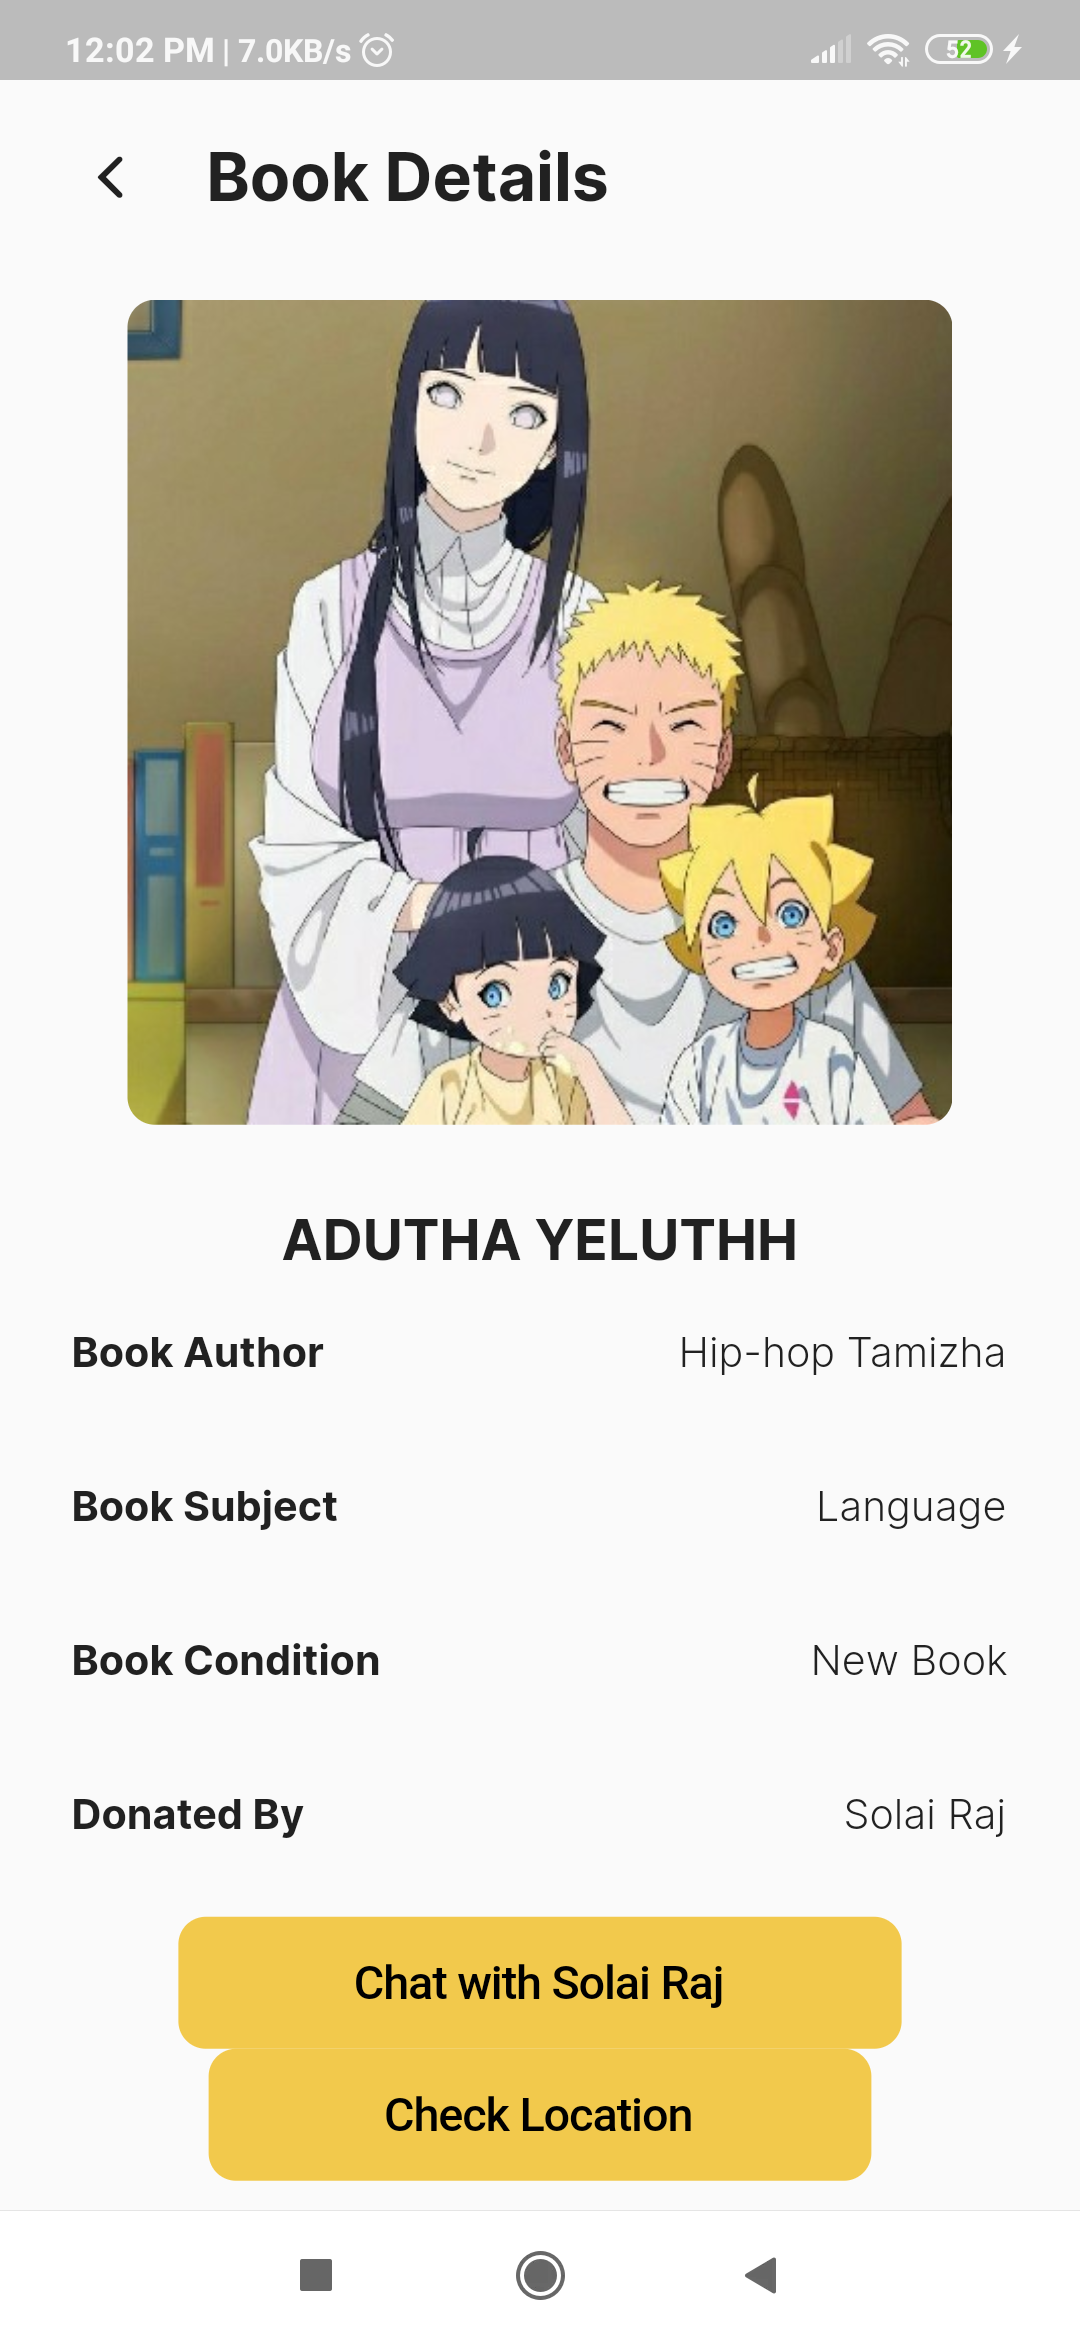 12:02 PM | 7.0KB/s
52
Book Details
ADUTHA YELUTHH
Book Author Hip-hop Tamizha
Book Subject Language
Book Condition New Book
Donated By Solai Raj
Chat with Solai Raj
Check Location